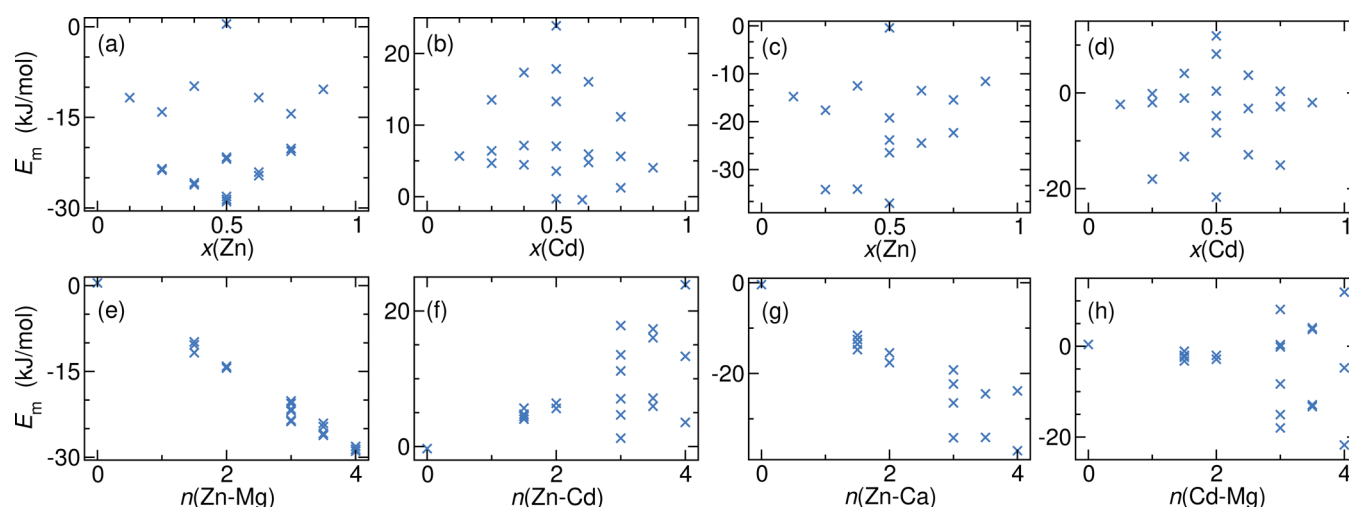 0
-15
-30
0
0.5
1
(a)
E_m (kJ/mol)
x(Zn)
20
10
0
0
0.5
1
(b)
x(Cd)
0
-10
-20
-30
0
0.5
1
(c)
x(Zn)
0
-20
0
0.5
1
(d)
x(Cd)
0
-15
-30
0
2
4
(e)
E_m (kJ/mol)
n(Zn-Mg)
20
0
0
2
4
(f)
n(Zn-Cd)
0
-20
0
2
4
(g)
n(Zn-Ca)
0
-20
0
2
4
(h)
n(Cd-Mg)